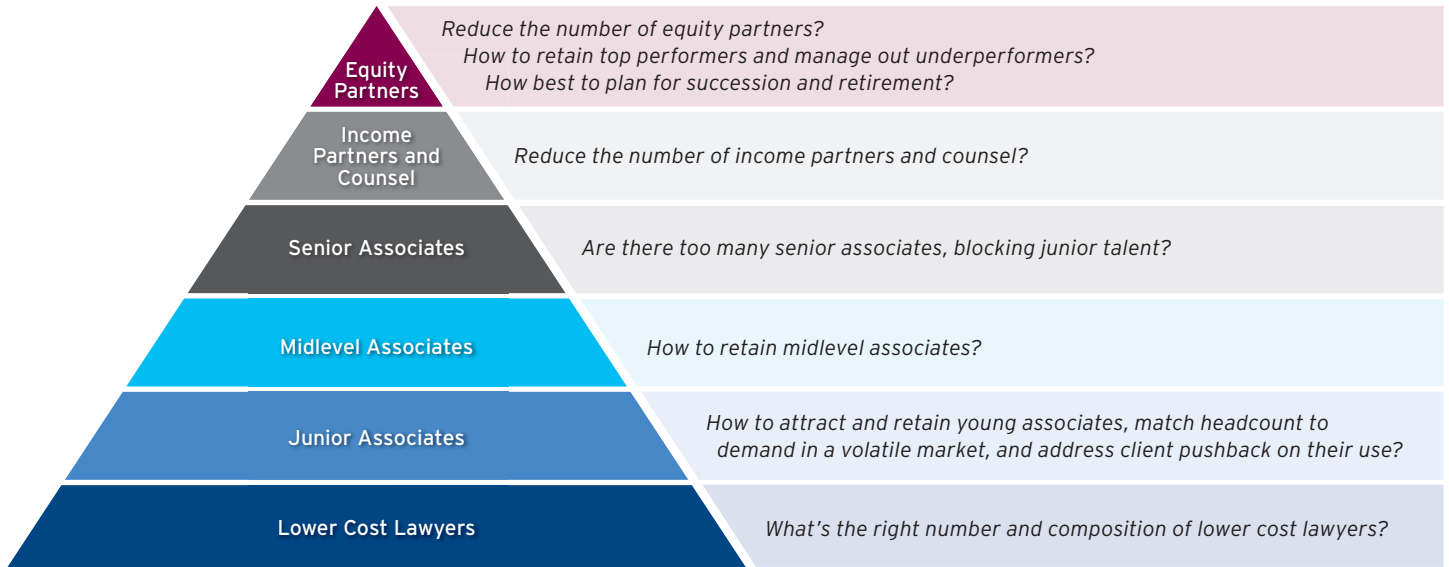 Equity
Partners
Reduce the number of equity partners?
How to retain top performers and manage out underperformers?
How best to plan for succession and retirement?
Income
Partners and
Counsel
Reduce the number of income partners and counsel?
Senior Associates
Are there too many senior associates, blocking junior talent?
Midlevel Associates
How to retain midlevel associates?
Junior Associates
How to attract and retain young associates, match headcount to
demand in a volatile market, and address client pushback on their use?
Lower Cost Lawyers
What's the right number and composition of lower cost lawyers?